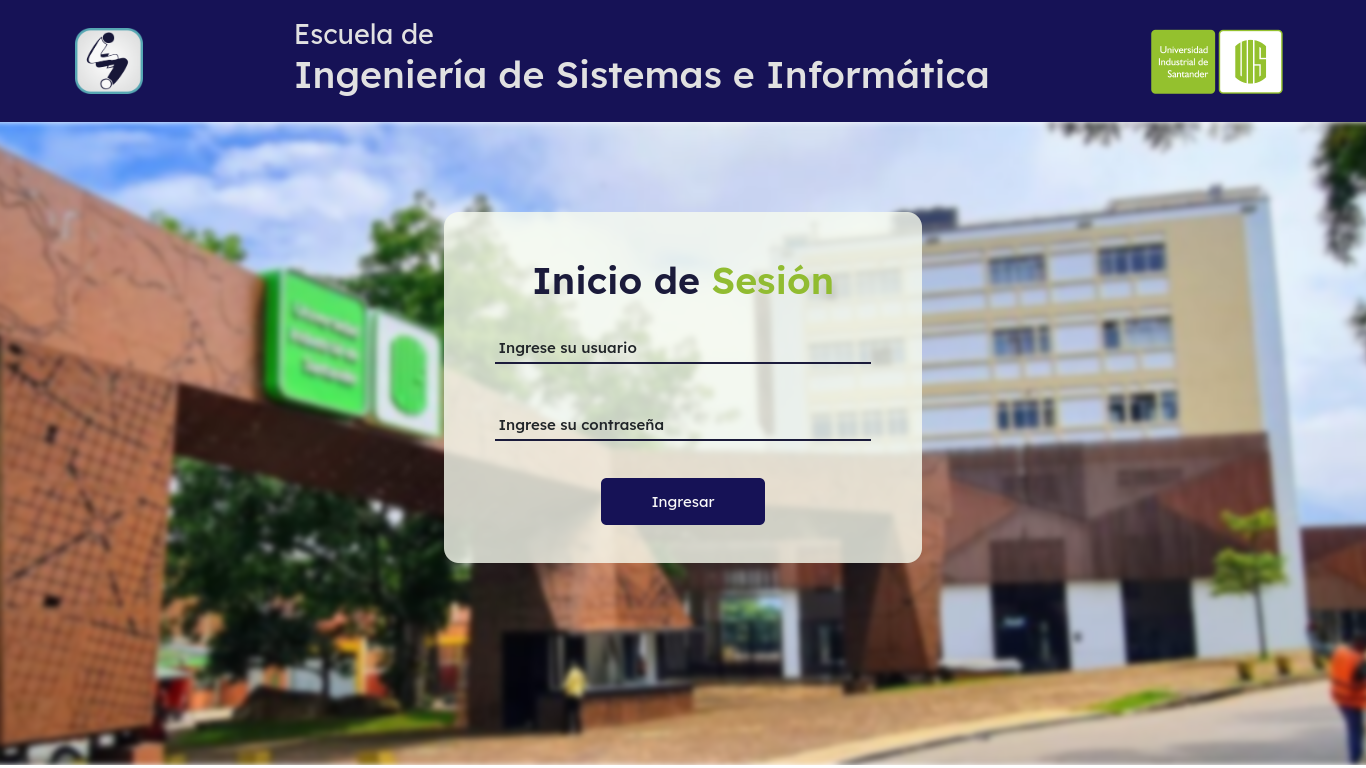 Escuela de
Ingeniería de Sistemas e Informática
Universidad
Industrial de
Santander
UIS
Inicio de Sesión
Ingrese su usuario
Ingrese su contraseña
Ingresar